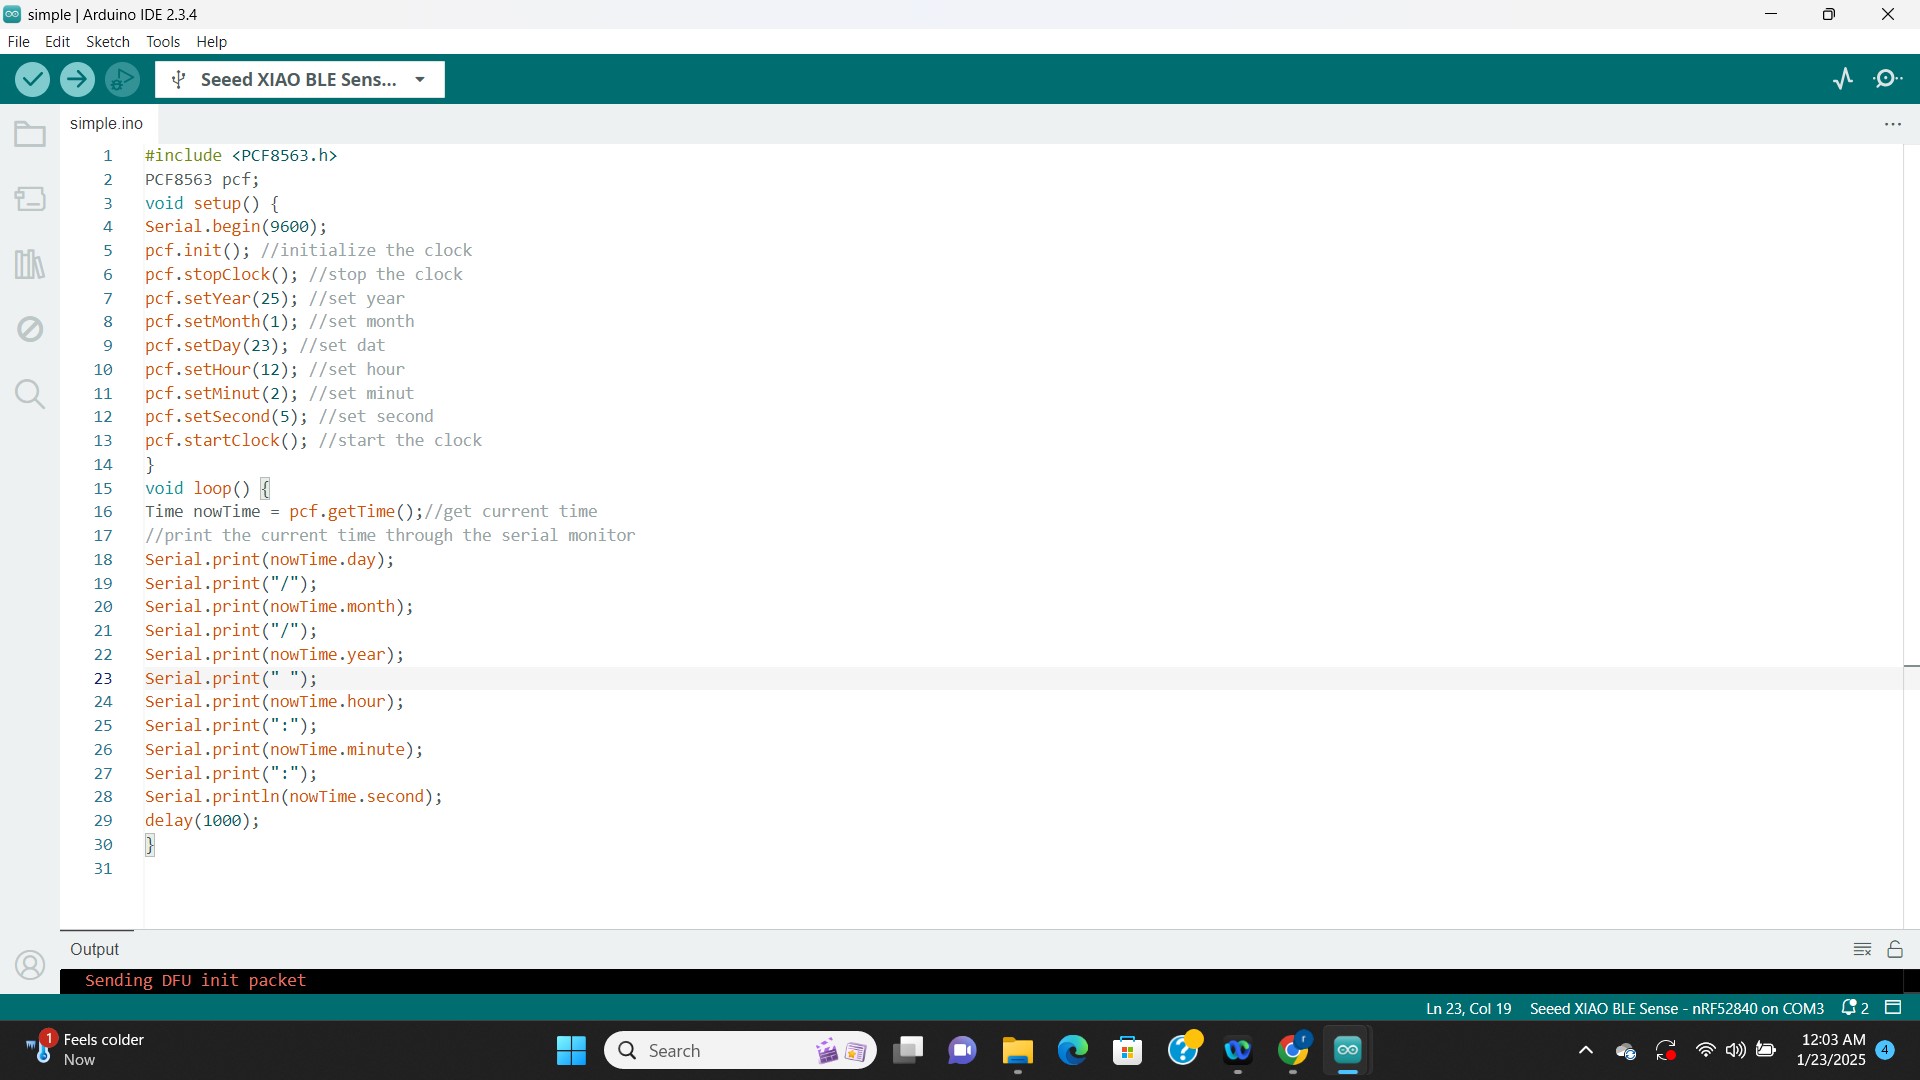 simple | Arduino IDE 2.3.4
File Edit Sketch Tools Help
Seeed XIAO BLE Sens...
simple.ino
1 #include <PCF8563.h>
2 PCF8563 pcf;
3 void setup() {
4 Serial.begin(9600);
5 pcf.init(); //initialize the clock
6 pcf.stopClock(); //stop the clock
7 pcf.setYear(25); //set year
8 pcf.setMonth(1); //set month
9 pcf.setDay(23); //set dat
10 pcf.setHour(12); //set hour
11 pcf.setMinut(2); //set minut
12 pcf.setSecond(5); //set second
13 pcf.startClock(); //start the clock
14 }
15 void loop() {
16 Time nowTime = pcf.getTime();//get current time
17 //print the current time through the serial monitor
18 Serial.print(nowTime.day);
19 Serial.print("/");
20 Serial.print(nowTime.month);
21 Serial.print("/");
22 Serial.print(nowTime.year);
23 Serial.print(" ");
24 Serial.print(nowTime.hour);
25 Serial.print(":");
26 Serial.print(nowTime.minute);
27 Serial.print(":");
28 Serial.println(nowTime.second);
29 delay(1000);
30 }
31
Output
Sending DFU init packet
Ln 23, Col 19 Seeed XIAO BLE Sense - nRF52840 on COM3 2
1 Feels colder
Now
Search
r
12:03 AM
1/23/2025
4